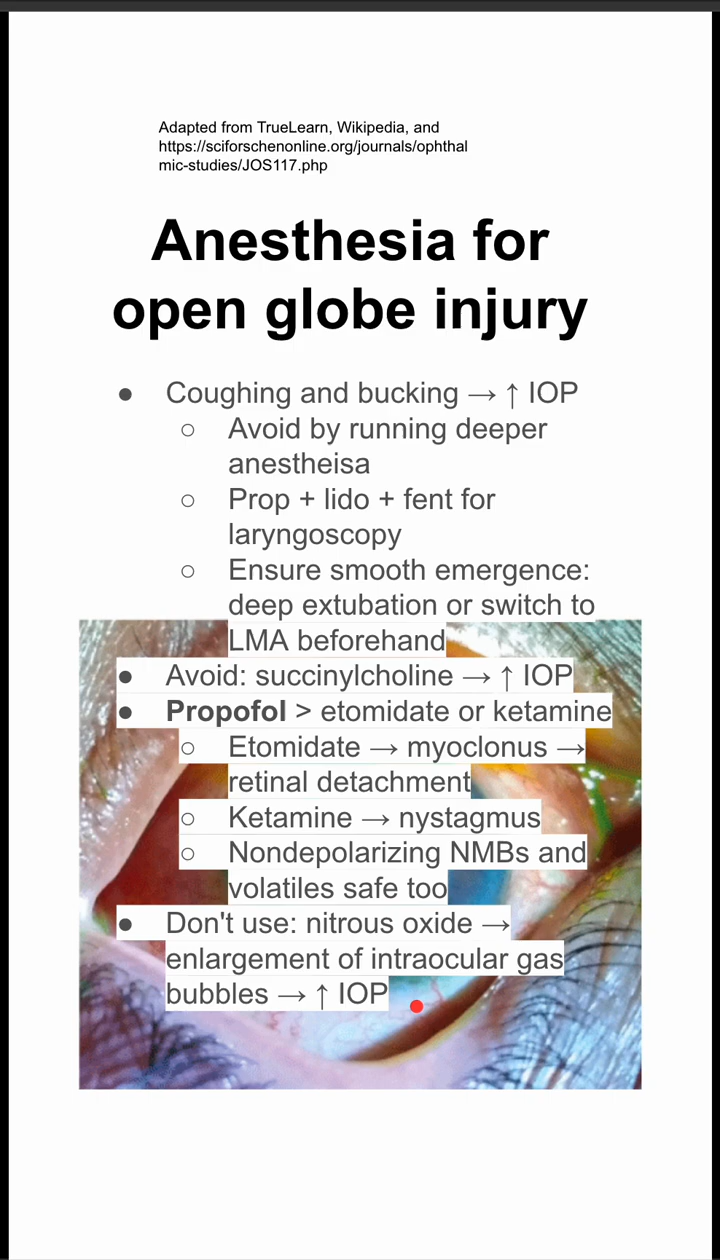 Adapted from TrueLearn, Wikipedia, and
https://sciforschenonline.org/journals/ophthal
mic-studies/JOS117.php
Anesthesia for
open globe injury
● Coughing and bucking → ↑ IOP
○ Avoid by running deeper
anestheisa
○ Prop + lido + fent for
laryngoscopy
○ Ensure smooth emergence:
deep extubation or switch to
LMA beforehand
● Avoid: succinylcholine → ↑ IOP
● Propofol > etomidate or ketamine
○ Etomidate → myoclonus →
retinal detachment
○ Ketamine → nystagmus
○ Nondepolarizing NMBs and
volatiles safe too
● Don't use: nitrous oxide →
enlargement of intraocular gas
bubbles → ↑ IOP